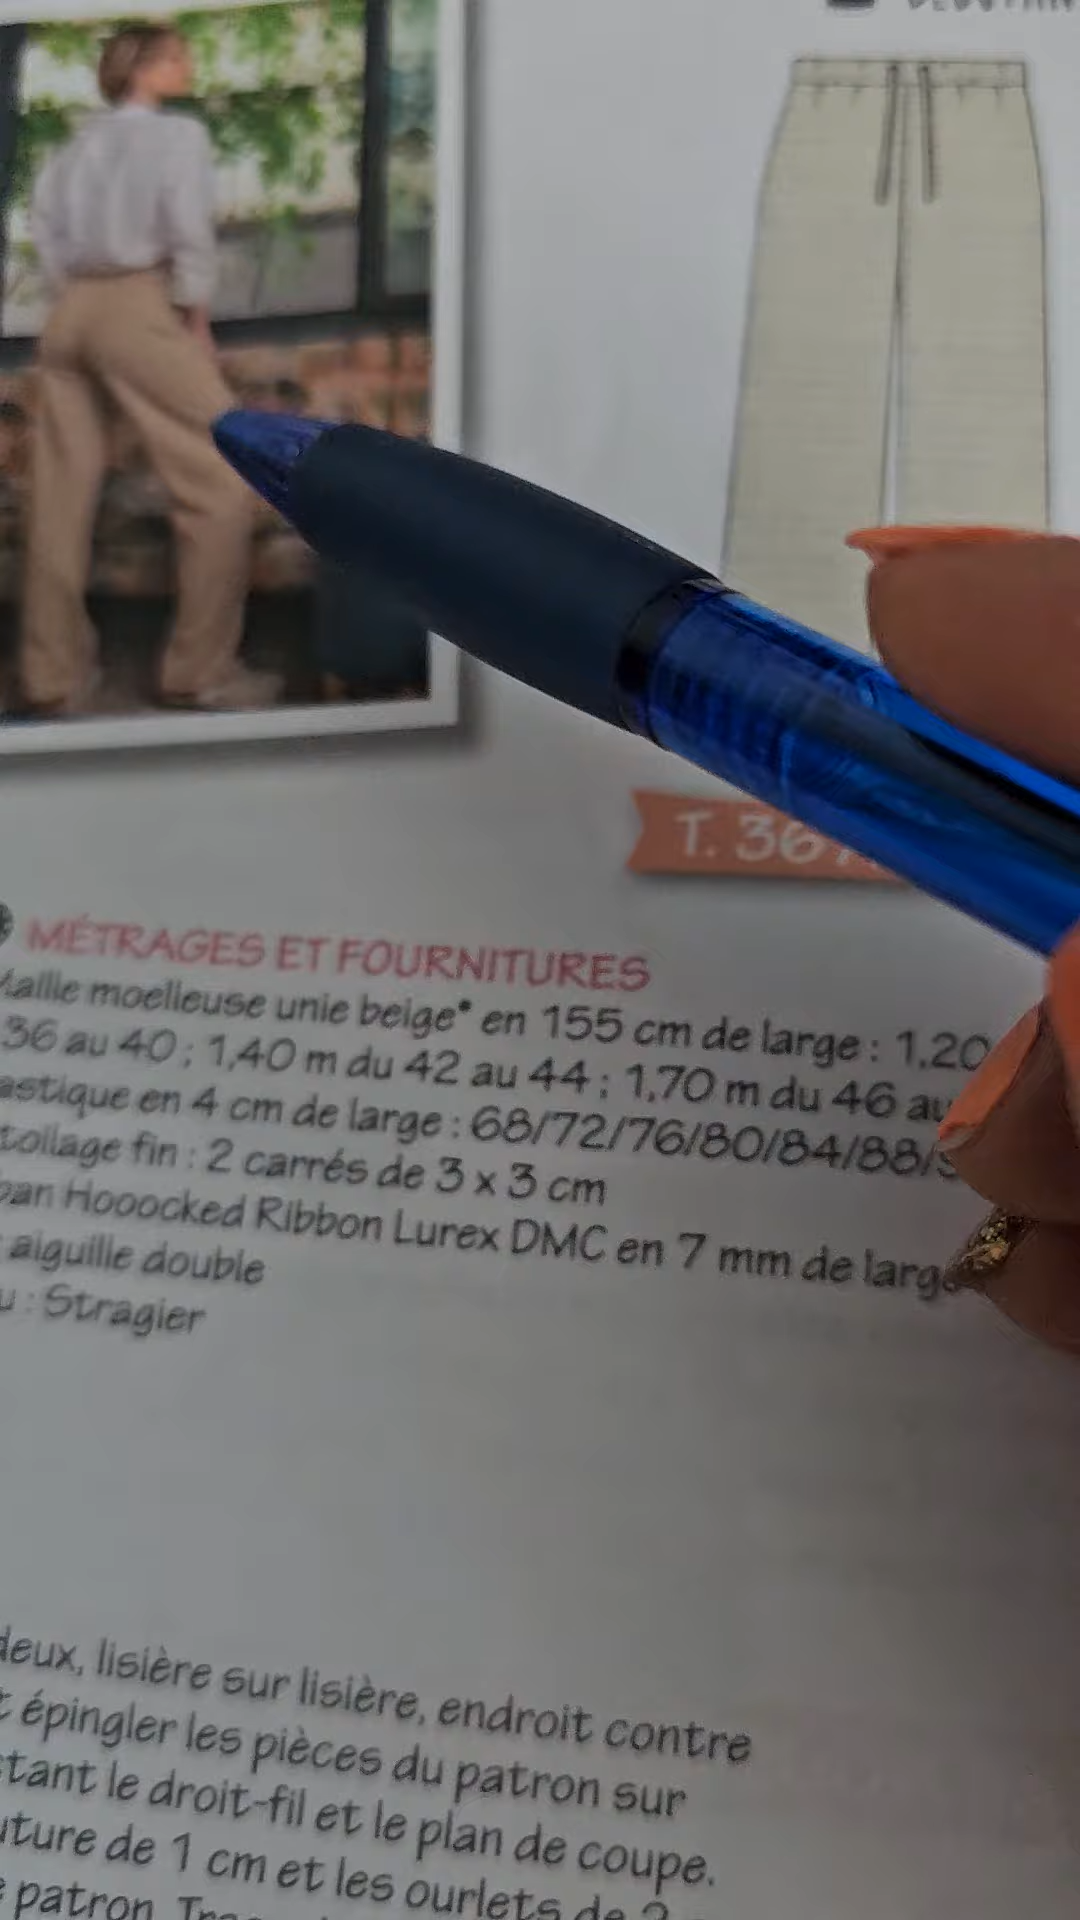 T. 36
MÉTRAGES ET FOURNITURES
Maille moelleuse unie beige* en 155 cm de large : 1,20
36 au 40 ; 1,40 m du 42 au 44 ; 1,70 m du 46 au
astique en 4 cm de large : 68/72/76/80/84/88/
toilage fin : 2 carrés de 3 x 3 cm
ban Hooocked Ribbon Lurex DMC en 7 mm de large
aiguille double
u : Stragier
deux, lisière sur lisière, endroit contre
t épingler les pièces du patron sur
tant le droit-fil et le plan de coupe.
uture de 1 cm et les ourlets de
patron.